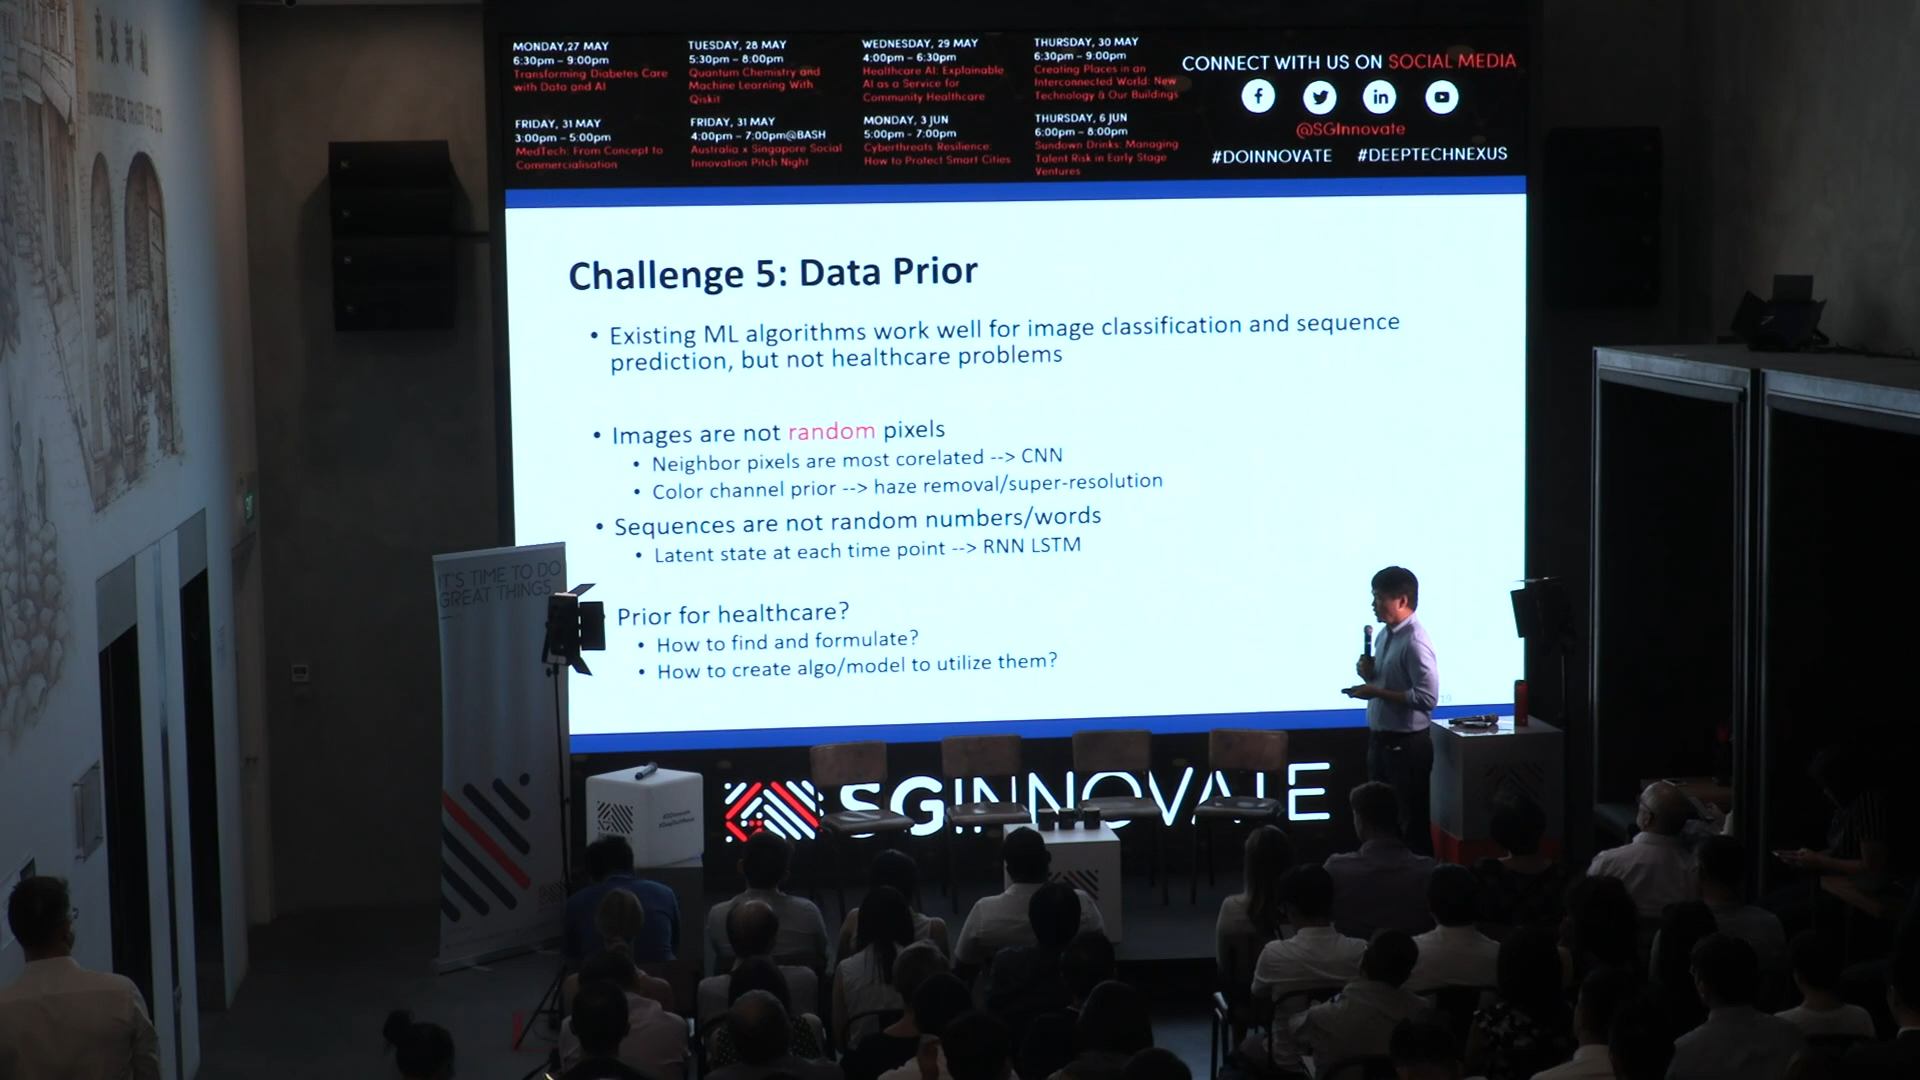 MONDAY,27 MAY
6:30pm – 9:00pm
Transforming Diabetes Care
with Data and AI
TUESDAY, 28 MAY
5:30pm – 8:00pm
Quantum Chemistry and
Machine Learning With
Qiskit
WEDNESDAY, 29 MAY
4:00pm – 6:30pm
Healthcare AI: Explainable
AI as a Service for
Community Healthcare
THURSDAY, 30 MAY
6:30pm – 9:00pm
Creating Places in an
Interconnected World: New
Technology & Our Buildings
FRIDAY, 31 MAY
3:00pm – 5:00pm
MedTech: From Concept to
Commercialisation
FRIDAY, 31 MAY
4:00pm – 7:00pm@BASH
Australia x Singapore Social
Innovation Pitch Night
MONDAY, 3 JUN
5:00pm – 7:00pm
Cyberthreats Resilience:
How to Protect Smart Cities
THURSDAY, 6 JUN
6:00pm – 8:00pm
Sundown Drinks: Managing
Talent Risk in Early Stage
Ventures
CONNECT WITH US ON SOCIAL MEDIA
@SGInnovate
#DOINNOVATE #DEEPTECHNEXUS
Challenge 5: Data Prior
• Existing ML algorithms work well for image classification and sequence
prediction, but not healthcare problems
• Images are not random pixels
• Neighbor pixels are most corelated --> CNN
• Color channel prior --> haze removal/super-resolution
• Sequences are not random numbers/words
• Latent state at each time point --> RNN LSTM
Prior for healthcare?
• How to find and formulate?
• How to create algo/model to utilize them?
IT'S TIME TO DO
GREAT THINGS
SGINNOVATE